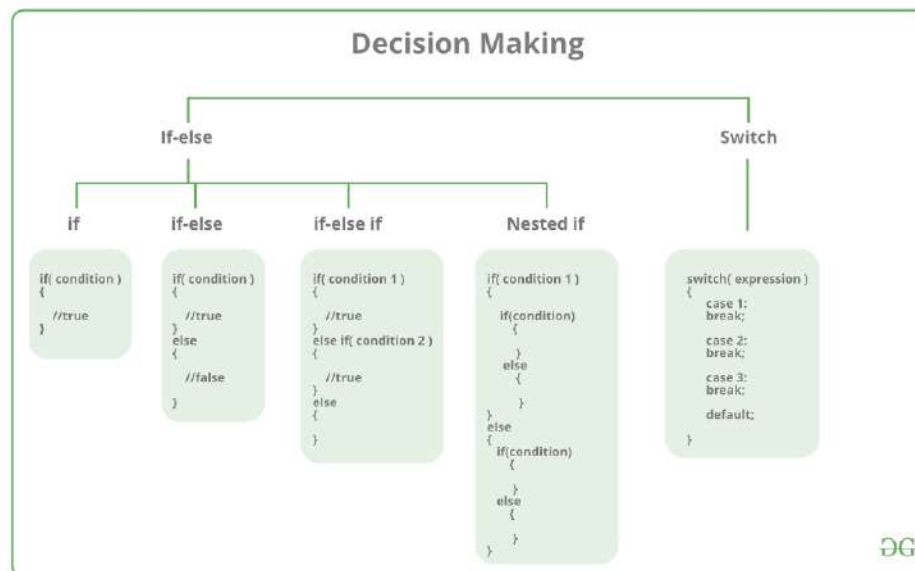 Decision Making
If-else
Switch
if
if-else
if-else if
Nested if
if( condition )
{
//true
}
if( condition )
{
//true
}
else
{
//false
}
if( condition 1 )
{
//true
}
else if( condition 2 )
{
//true
}
else
{
}
if( condition 1 )
{
if(condition)
{
}
else
{
}
}
else
{
if(condition)
{
}
else
{
}
}
switch( expression )
{
case 1:
break;
case 2:
break;
case 3:
break;
default;
}